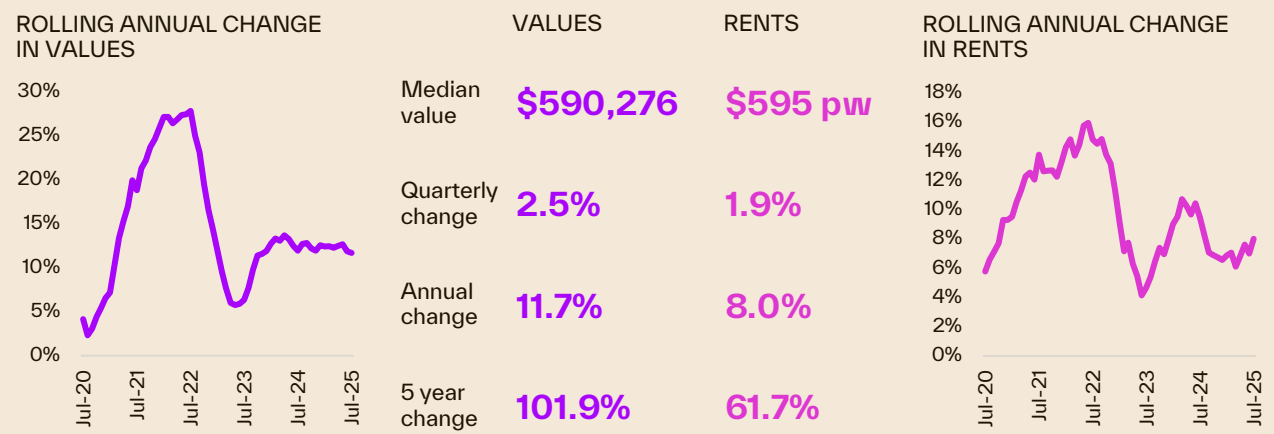 ROLLING ANNUAL CHANGE
IN VALUES
30%
25%
20%
15%
10%
5%
0%
Jul-20
Jul-21
Jul-22
Jul-23
Jul-24
Jul-25
VALUES
RENTS
Median
value
$590,276
$595 pw
Quarterly
change
2.5%
1.9%
Annual
change
11.7%
8.0%
5 year
change
101.9%
61.7%
ROLLING ANNUAL CHANGE
IN RENTS
18%
16%
14%
12%
10%
8%
6%
4%
2%
0%
Jul-20
Jul-21
Jul-22
Jul-23
Jul-24
Jul-25